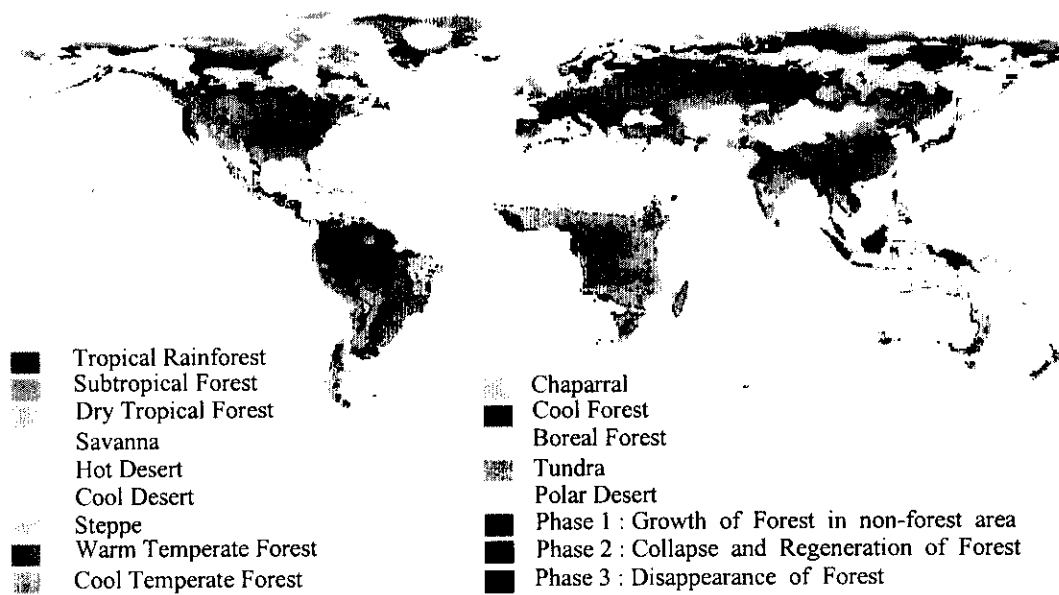 Tropical Rainforest
Subtropical Forest
Dry Tropical Forest
Savanna
Hot Desert
Cool Desert
Steppe
Warm Temperate Forest
Cool Temperate Forest
Chaparral
Cool Forest
Boreal Forest
Tundra
Polar Desert
Phase 1 : Growth of Forest in non-forest area
Phase 2 : Collapse and Regeneration of Forest
Phase 3 : Disappearance of Forest